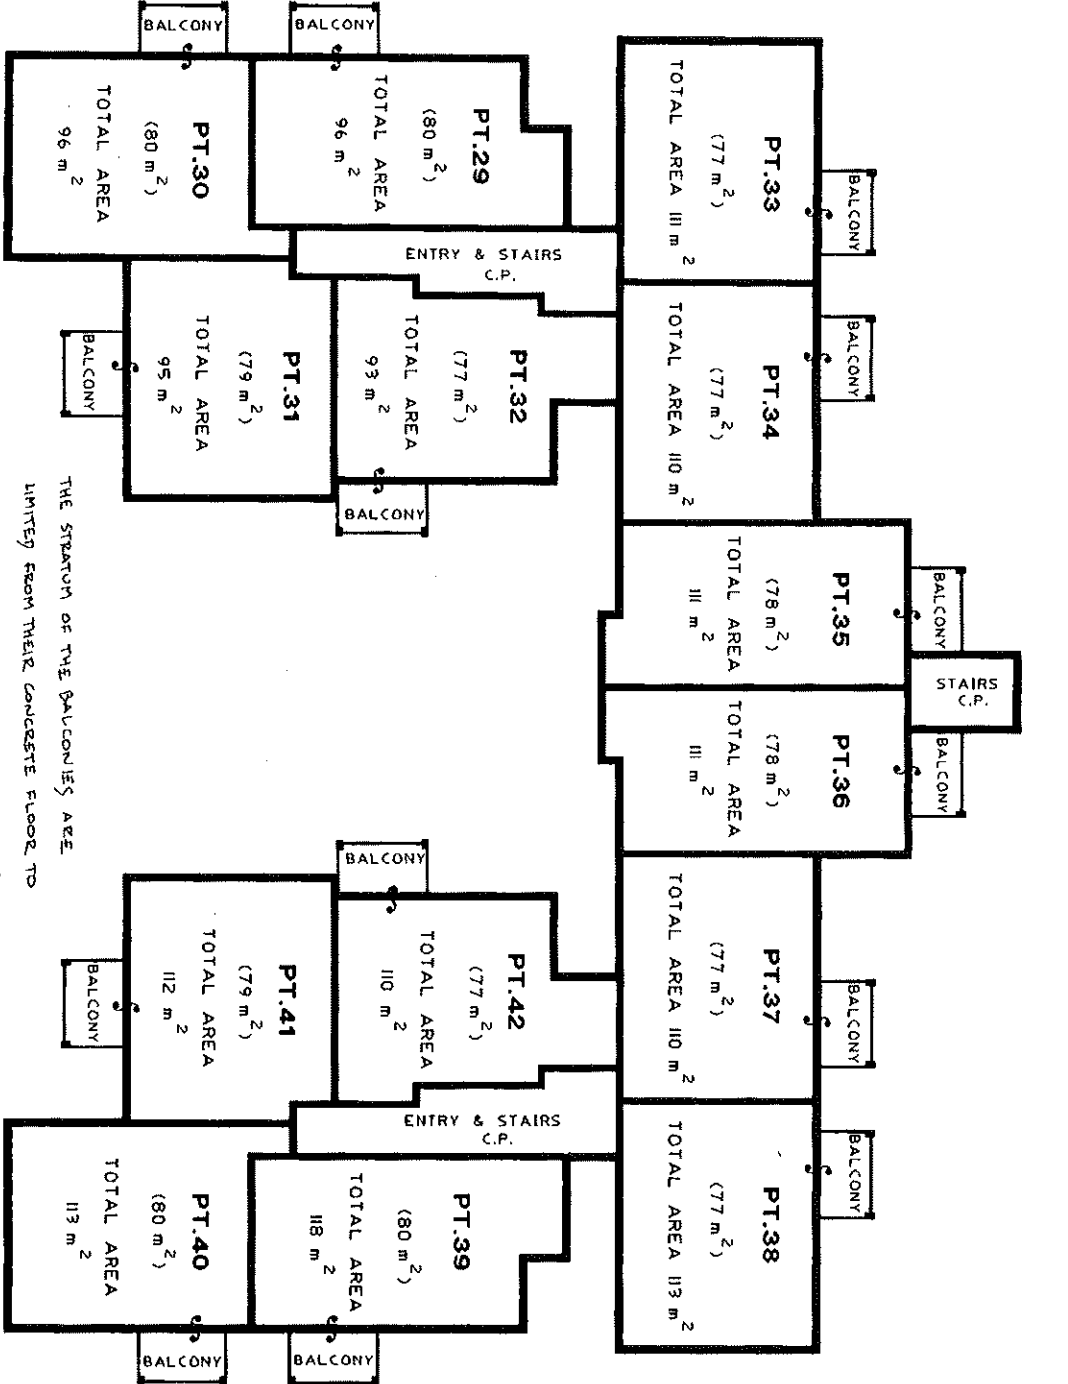 BALCONY
BALCONY
PT.30
(80 m²)
TOTAL AREA
96 m²
PT.29
(80 m²)
TOTAL AREA
96 m²
PT.33
(77 m²)
TOTAL AREA 111 m²
BALCONY
ENTRY & STAIRS
C.P.
PT.31
(79 m²)
TOTAL AREA
95 m²
BALCONY
PT.32
(77 m²)
TOTAL AREA
93 m²
BALCONY
PT.34
(77 m²)
TOTAL AREA 110 m²
BALCONY
PT.35
(78 m²)
TOTAL AREA
111 m²
BALCONY
STAIRS
C.P.
PT.36
(78 m²)
TOTAL AREA
111 m²
BALCONY
THE STRATUM OF THE BALCONIES ARE
LIMITED FROM THEIR CONCRETE FLOOR TO
BALCONY
PT.42
(77 m²)
TOTAL AREA
110 m²
PT.41
(79 m²)
TOTAL AREA
112 m²
BALCONY
PT.37
(77 m²)
TOTAL AREA 110 m²
BALCONY
ENTRY & STAIRS
C.P.
PT.38
(77 m²)
TOTAL AREA 113 m²
BALCONY
PT.39
(80 m²)
TOTAL AREA
118 m²
BALCONY
PT.40
(80 m²)
TOTAL AREA
113 m²
BALCONY